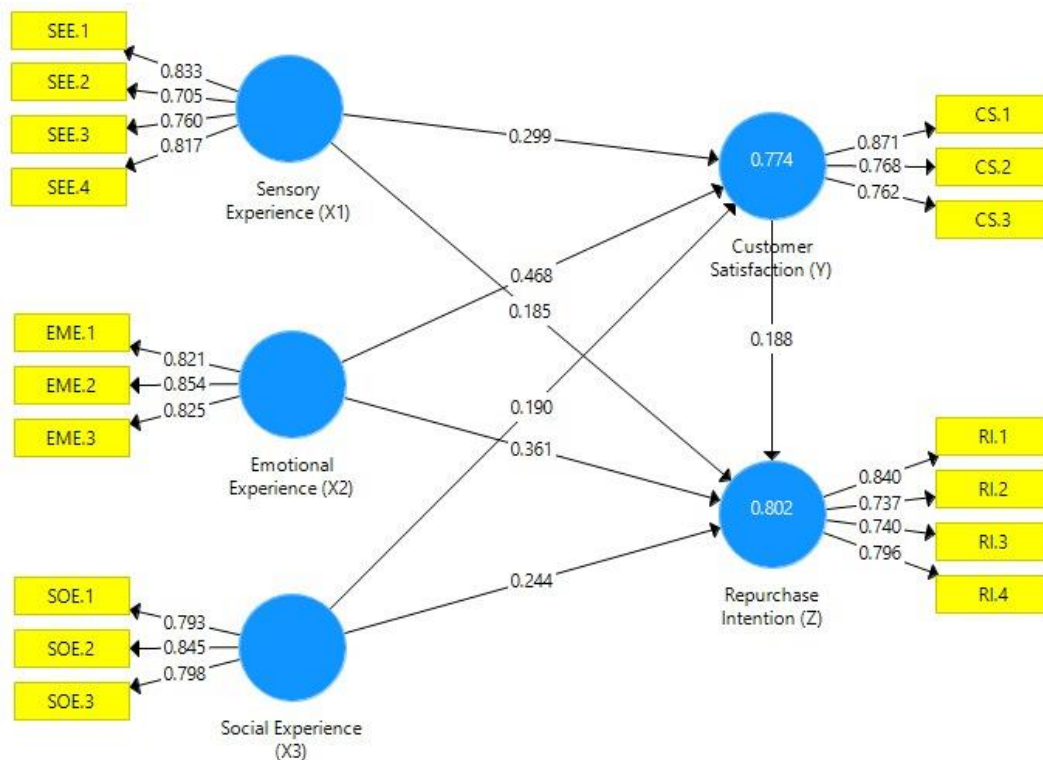 SEE.1
SEE.2
SEE.3
SEE.4
0.833
0.705
0.760
0.817
Sensory
Experience (X1)
0.299
0.774
Customer
Satisfaction (Y)
0.871
0.768
0.762
CS.1
CS.2
CS.3
0.468
0.185
0.188
EME.1
EME.2
EME.3
0.821
0.854
0.825
Emotional
Experience (X2)
0.190
0.361
0.244
0.802
Repurchase
Intention (Z)
0.840
0.737
0.740
0.796
RI.1
RI.2
RI.3
RI.4
SOE.1
SOE.2
SOE.3
0.793
0.845
0.798
Social Experience
(X3)